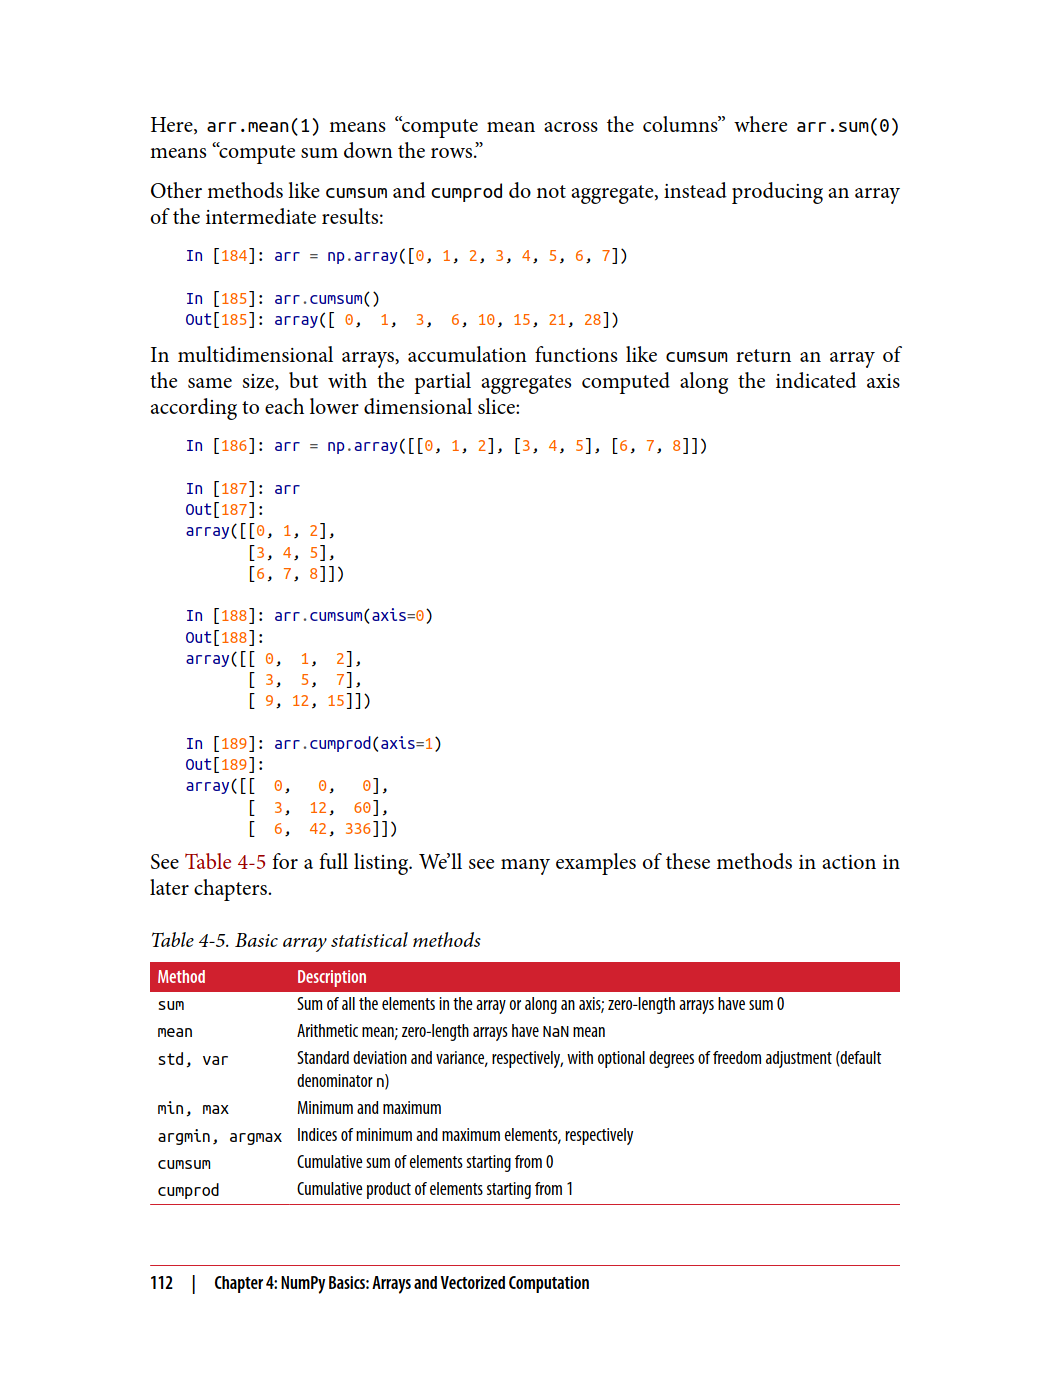 Here, arr.mean(1) means “compute mean across the columns” where arr.sum(0)
means “compute sum down the rows.”
Other methods like cumsum and cumprod do not aggregate, instead producing an array
of the intermediate results:
In [184]: arr = np.array([0, 1, 2, 3, 4, 5, 6, 7])
In [185]: arr.cumsum()
Out[185]: array([ 0,  1,  3,  6, 10, 15, 21, 28])
In multidimensional arrays, accumulation functions like cumsum return an array of
the same size, but with the partial aggregates computed along the indicated axis
according to each lower dimensional slice:
In [186]: arr = np.array([[0, 1, 2], [3, 4, 5], [6, 7, 8]])
In [187]: arr
Out[187]:
array([[0, 1, 2],
       [3, 4, 5],
       [6, 7, 8]])
In [188]: arr.cumsum(axis=0)
Out[188]:
array([[ 0,  1,  2],
       [ 3,  5,  7],
       [ 9, 12, 15]])
In [189]: arr.cumprod(axis=1)
Out[189]:
array([[  0,   0,   0],
       [  3,  12,  60],
       [  6,  42, 336]])
See Table 4-5 for a full listing. We’ll see many examples of these methods in action in
later chapters.
Table 4-5. Basic array statistical methods
Method Description
sum Sum of all the elements in the array or along an axis; zero-length arrays have sum 0
mean Arithmetic mean; zero-length arrays have NaN mean
std, var Standard deviation and variance, respectively, with optional degrees of freedom adjustment (default
denominator n)
min, max Minimum and maximum
argmin, argmax Indices of minimum and maximum elements, respectively
cumsum Cumulative sum of elements starting from 0
cumprod Cumulative product of elements starting from 1
112 | Chapter 4: NumPy Basics: Arrays and Vectorized Computation